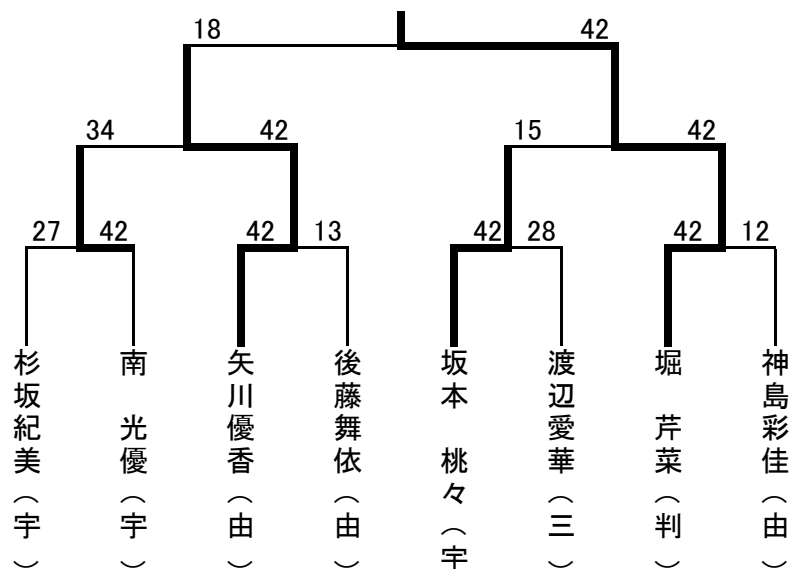 18 42
34 42 15 42
27 42 42 13 42 28 42 12
杉坂紀美(宇)
南 光優(宇)
矢川優香(由)
後藤舞依(由)
坂本 桃々(宇
渡辺愛華(三)
堀 芹菜(判)
神島彩佳(由)